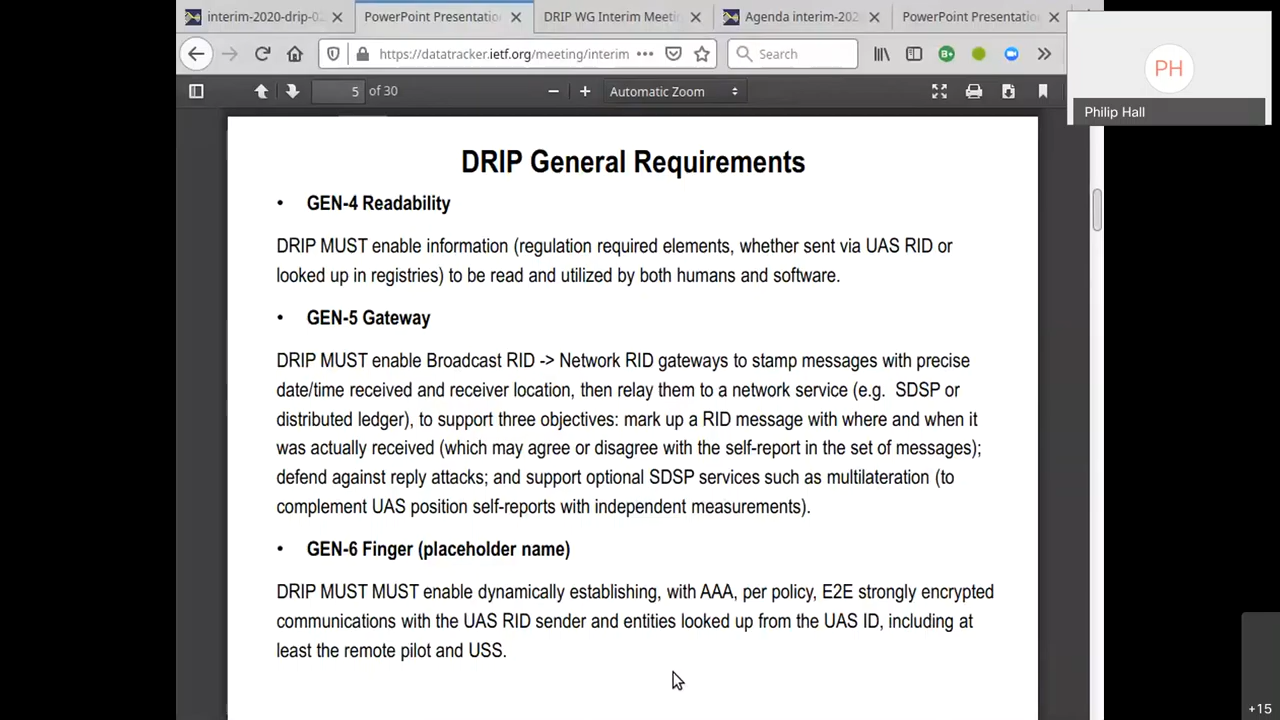 interim-2020-drip-0
PowerPoint Presentatio
DRIP WG Interim Meeti
Agenda interim-202
PowerPoint Presentatio
https://datatracker.ietf.org/meeting/interim
Search
5 of 30
Automatic Zoom
PH
Philip Hall
DRIP General Requirements
• GEN-4 Readability
DRIP MUST enable information (regulation required elements, whether sent via UAS RID or
looked up in registries) to be read and utilized by both humans and software.
• GEN-5 Gateway
DRIP MUST enable Broadcast RID -> Network RID gateways to stamp messages with precise
date/time received and receiver location, then relay them to a network service (e.g. SDSP or
distributed ledger), to support three objectives: mark up a RID message with where and when it
was actually received (which may agree or disagree with the self-report in the set of messages);
defend against reply attacks; and support optional SDSP services such as multilateration (to
complement UAS position self-reports with independent measurements).
• GEN-6 Finger (placeholder name)
DRIP MUST MUST enable dynamically establishing, with AAA, per policy, E2E strongly encrypted
communications with the UAS RID sender and entities looked up from the UAS ID, including at
least the remote pilot and USS.
+15